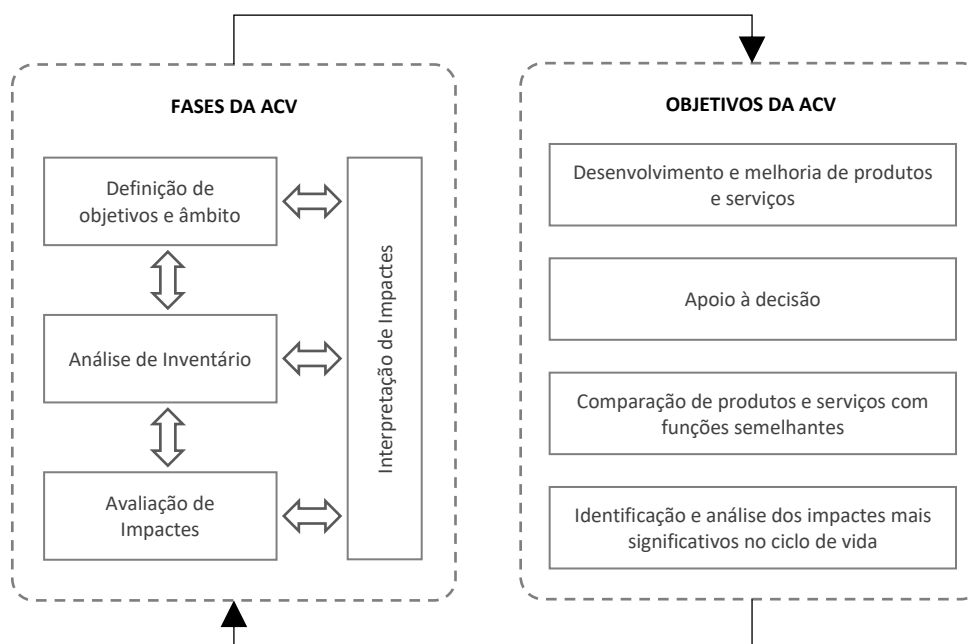 FASES DA ACV
Definição de
objetivos e âmbito
Análise de Inventário
Avaliação de
Impactes
Interpretação de Impactes
OBJETIVOS DA ACV
Desenvolvimento e melhoria de produtos
e serviços
Apoio à decisão
Comparação de produtos e serviços com
funções semelhantes
Identificação e análise dos impactes mais
significativos no ciclo de vida